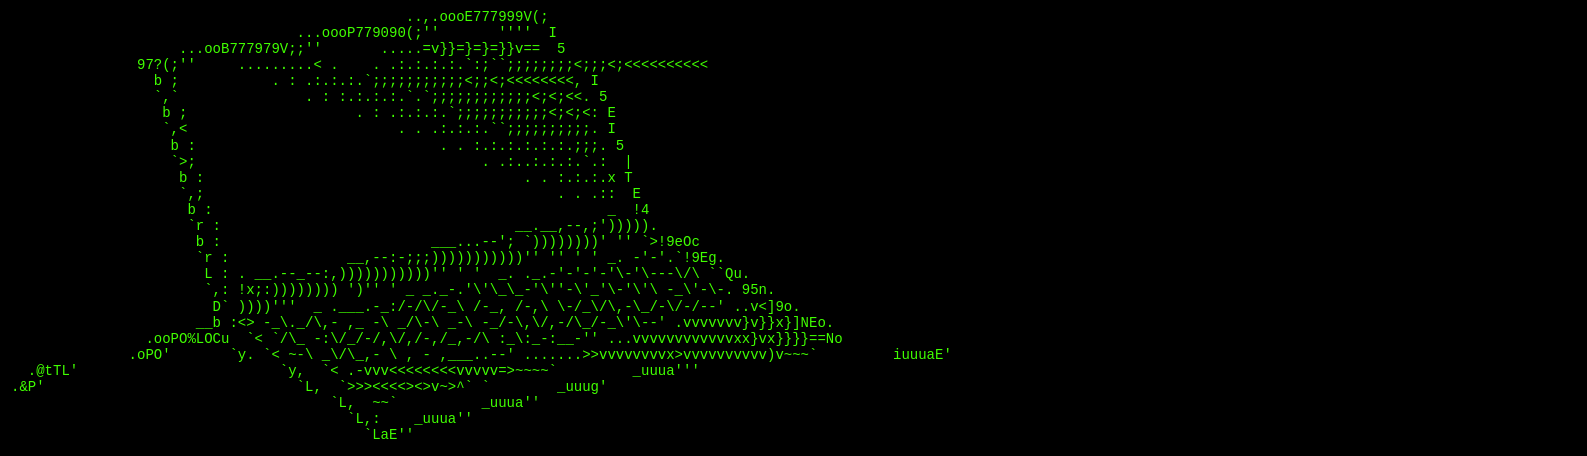 ..,.oooE777999V(;
...oooP779090(;''       ''''  I
...ooB777979V;;''       .....=v}}=}=}=}}v==  5
97?(;''     .........< .    . .:.:.:.:.`:;``;;;;;;;;<;;;<;<<<<<<<<<<
b ;           . : .:.:.:.`;;;;;;;;;;;<;;<;<<<<<<<<, I
`,`               . : :.:.:.:.`.`;;;;;;;;;;;;<;<;<<. 5
b ;                    . : .:.:.:.`;;;;;;;;;;;<;<;<: E
`,<                         . . .:.:.:.``;;;;;;;;;;. I
b :                             . . :.:.:.:.:.:.;;;. 5
`>;                                  . .:..:.:.:.`.:  |
b :                                      . . :.:.:.x T
`,;                                          . . .::  E
b :                                               _  !4
`r :                                   __.__,--,;'))))).
b :                         ___...--'; `))))))))' '' `>!9eOc
`r :              __,--:-;;;)))))))))))'' '' ' ' _. -'-'.`!9Eg.
L : . __.--_--:,)))))))))))'' ' '  _. ._.-'-'-'-'\-'\---\/\ ``Qu.
`,: !x;:)))))))) ')'' ' _ _._-.'\'\_\_-'\''-\'_'\-'\'\ -_\'-\-.` 95n.
D` ))))'''  _ .___.-_:/-/\/-_\ /-_, /-,\ \-/_\/\,-\_/-\/-/--' ..v<]9o.
__b :<> -_\._/\,- ,_ -\ _/\-\ _-\ -_/-\,\/,-/\_/-_\'\--' .vvvvvvv}v}}x}]NEo.
.ooPO%LOCu  `< `/\_ -:\/_/-/,\/,/-,/_,-/\ :_\:_-:__-'' ...vvvvvvvvvvvvxx}vx}}}}==No
.oPO'       `y. `< ~-\ _\/\_,- \ , - ,___..--' .......>>vvvvvvvvx>vvvvvvvvvv)v~~~`         iuuuaE'
.@tTL'                        `y,  `< .-vvv<<<<<<<<vvvvv=>~~~~`         _uuua'''
.&P'                              `L,  `>>><<<<><>v~>^` `        _uuug'
`L,  ~~`          _uuua''
`L,:    _uuua''
`LaE''